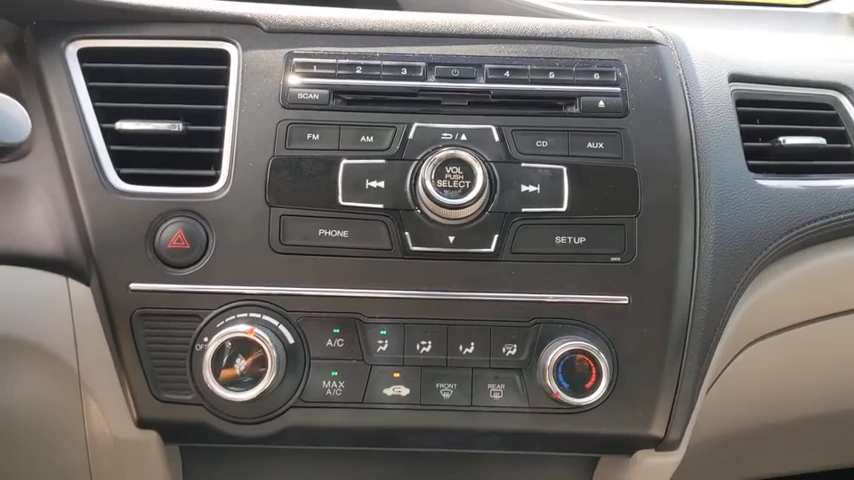 1 2 3 4 5 6
SCAN
FM AM CD AUX
VOL
PUSH
SELECT
PHONE
SETUP
OFF
A/C
MAX
A/C
FRONT
REAR